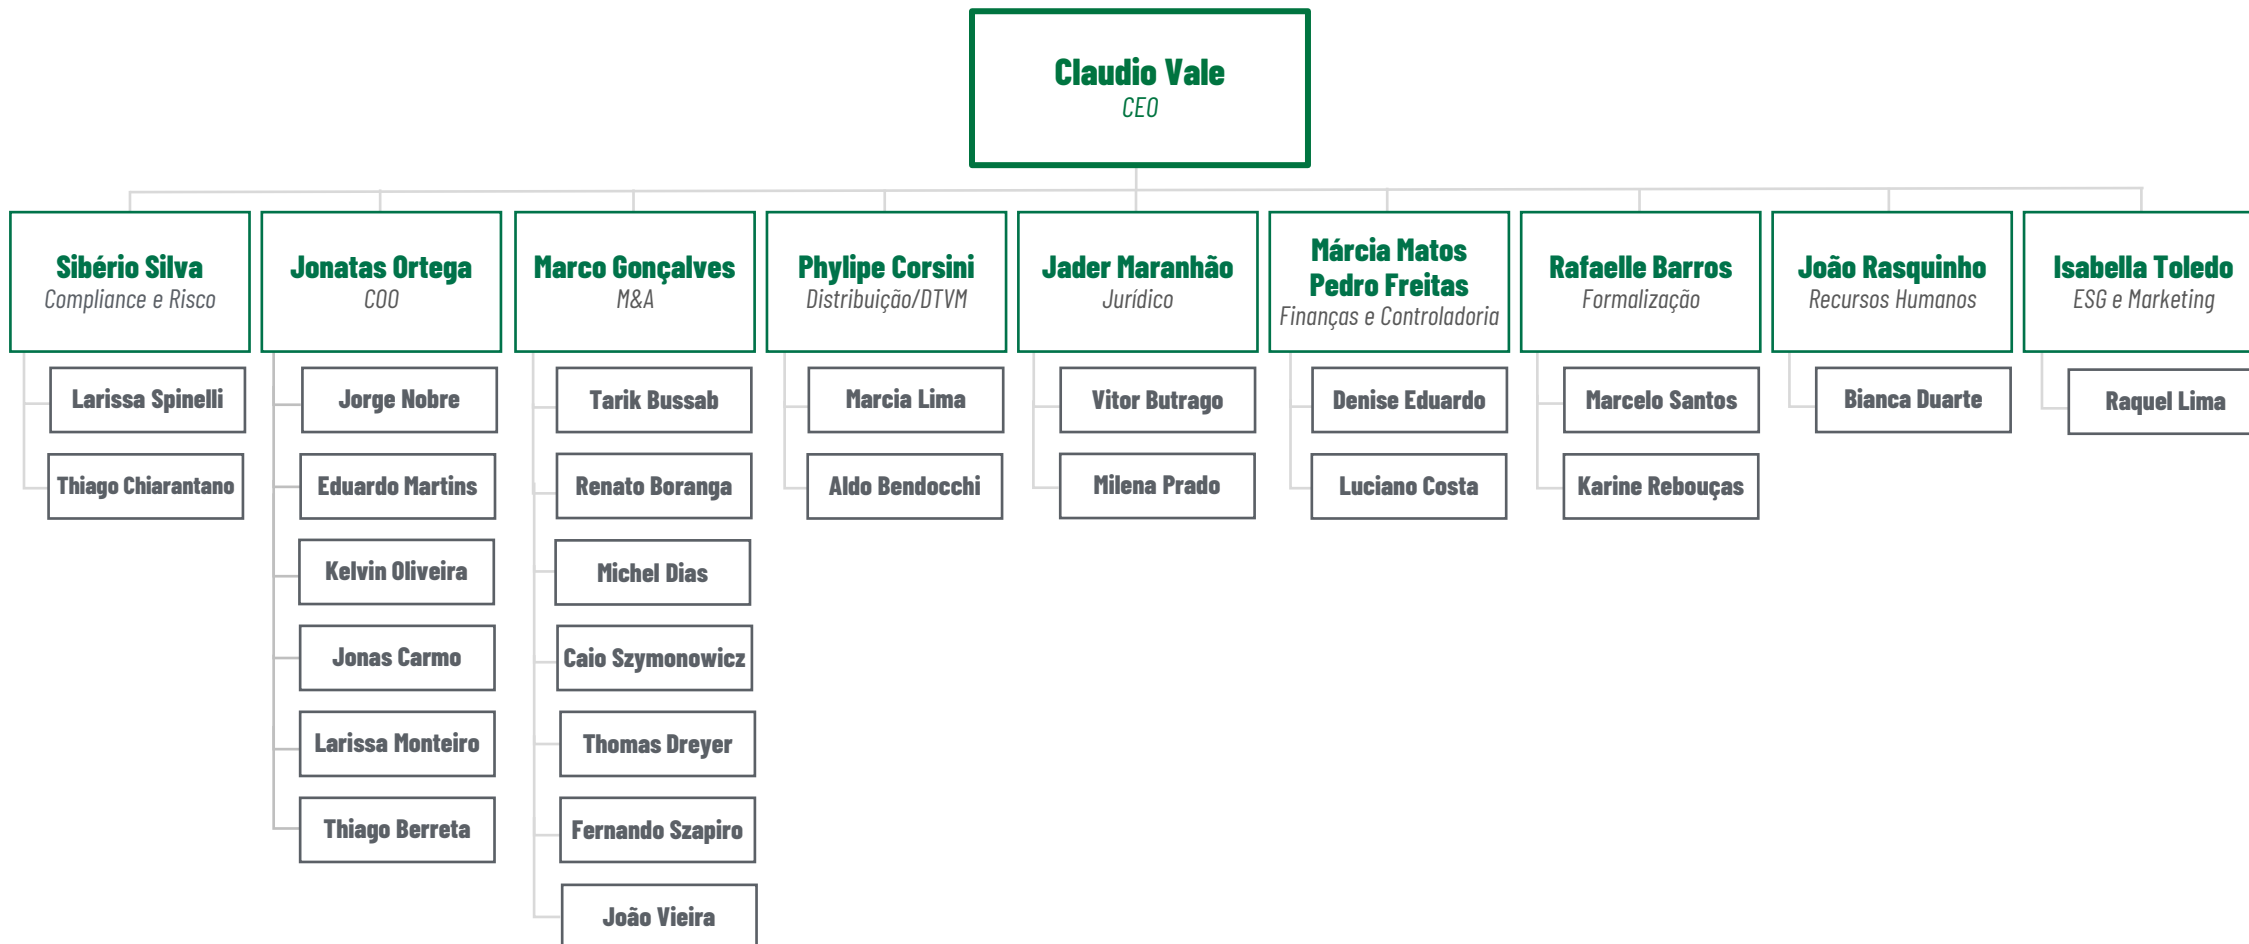 Claudio Vale
CEO
Sibério Silva
Compliance e Risco
Jonatas Ortega
COO
Marco Gonçalves
M&A
Phylipe Corsini
Distribuição/DTVM
Jader Maranhão
Jurídico
Márcia Matos
Pedro Freitas
Finanças e Controladoria
Rafaelle Barros
Formalização
João Rasquinho
Recursos Humanos
Isabella Toledo
ESG e Marketing
Larissa Spinelli
Thiago Chiarantano
Jorge Nobre
Eduardo Martins
Kelvin Oliveira
Jonas Carmo
Larissa Monteiro
Thiago Berreta
Tarik Bussab
Renato Boranga
Michel Dias
Caio Szymonowicz
Thomas Dreyer
Fernando Szapiro
João Vieira
Marcia Lima
Aldo Bendocchi
Vitor Butrago
Milena Prado
Denise Eduardo
Luciano Costa
Marcelo Santos
Karine Rebouças
Bianca Duarte
Raquel Lima